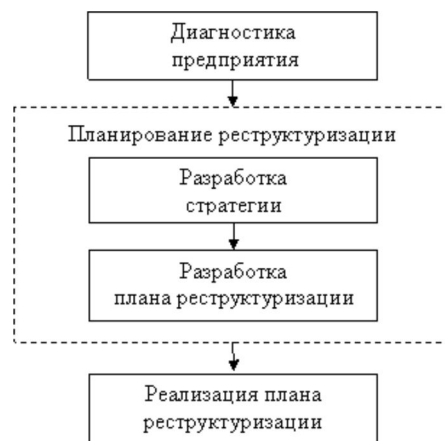 Диагностика
предприятия
Планирование реструктуризации
Разработка
стратегии
Разработка
плана реструктуризации
Реализация плана
реструктуризации